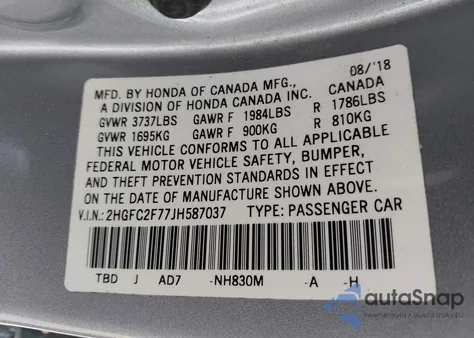 MFD. BY HONDA OF CANADA MFG., 08/'18
A DIVISION OF HONDA CANADA INC. CANADA
GVWR 3737LBS GAWR F 1984LBS R 1786LBS
GVWR 1695KG GAWR F 900KG R 810KG
THIS VEHICLE CONFORMS TO ALL APPLICABLE
FEDERAL MOTOR VEHICLE SAFETY, BUMPER,
AND THEFT PREVENTION STANDARDS IN EFFECT
ON THE DATE OF MANUFACTURE SHOWN ABOVE.
V.I.N.: 2HGFC2F77JH587037 TYPE: PASSENGER CAR
TBD J AD7 -NH830M -A -H
autoSnap